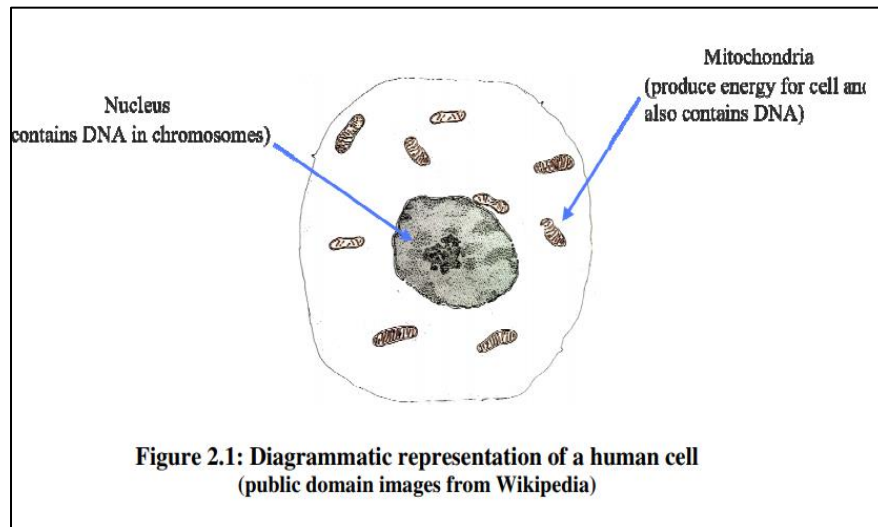 Nucleus
contains DNA in chromosomes)
Mitochondria
(produce energy for cell and
also contains DNA)
Figure 2.1: Diagrammatic representation of a human cell
(public domain images from Wikipedia)